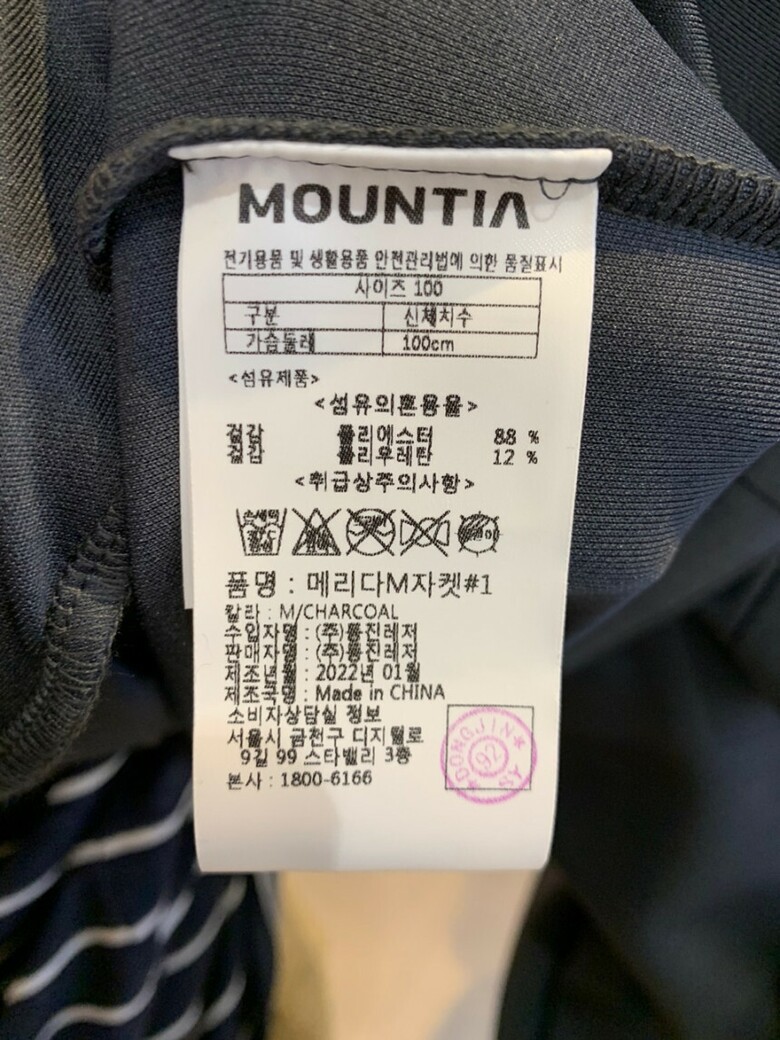 MOUNTIA
전기용품 및 생활용품 안전관리법에 의한 품질표시
사이즈 100
구분 신체치수
가슴둘레 100cm
<섬유제품>
<섬유의혼용율>
겉감 폴리에스터 88 %
겉감 폴리우레탄 12 %
<취급상주의사항>
품명 : 메리다M자켓#1
칼라 : M/CHARCOAL
수입자명 : (주)동진레저
판매자명 : (주)동진레저
제조년월 : 2022년 01월
제조국명 : Made in CHINA
소비자상담실 정보
서울시 금천구 디지털로
9길 99 스타밸리 3층
본사 : 1800-6166
DONGJIN
92